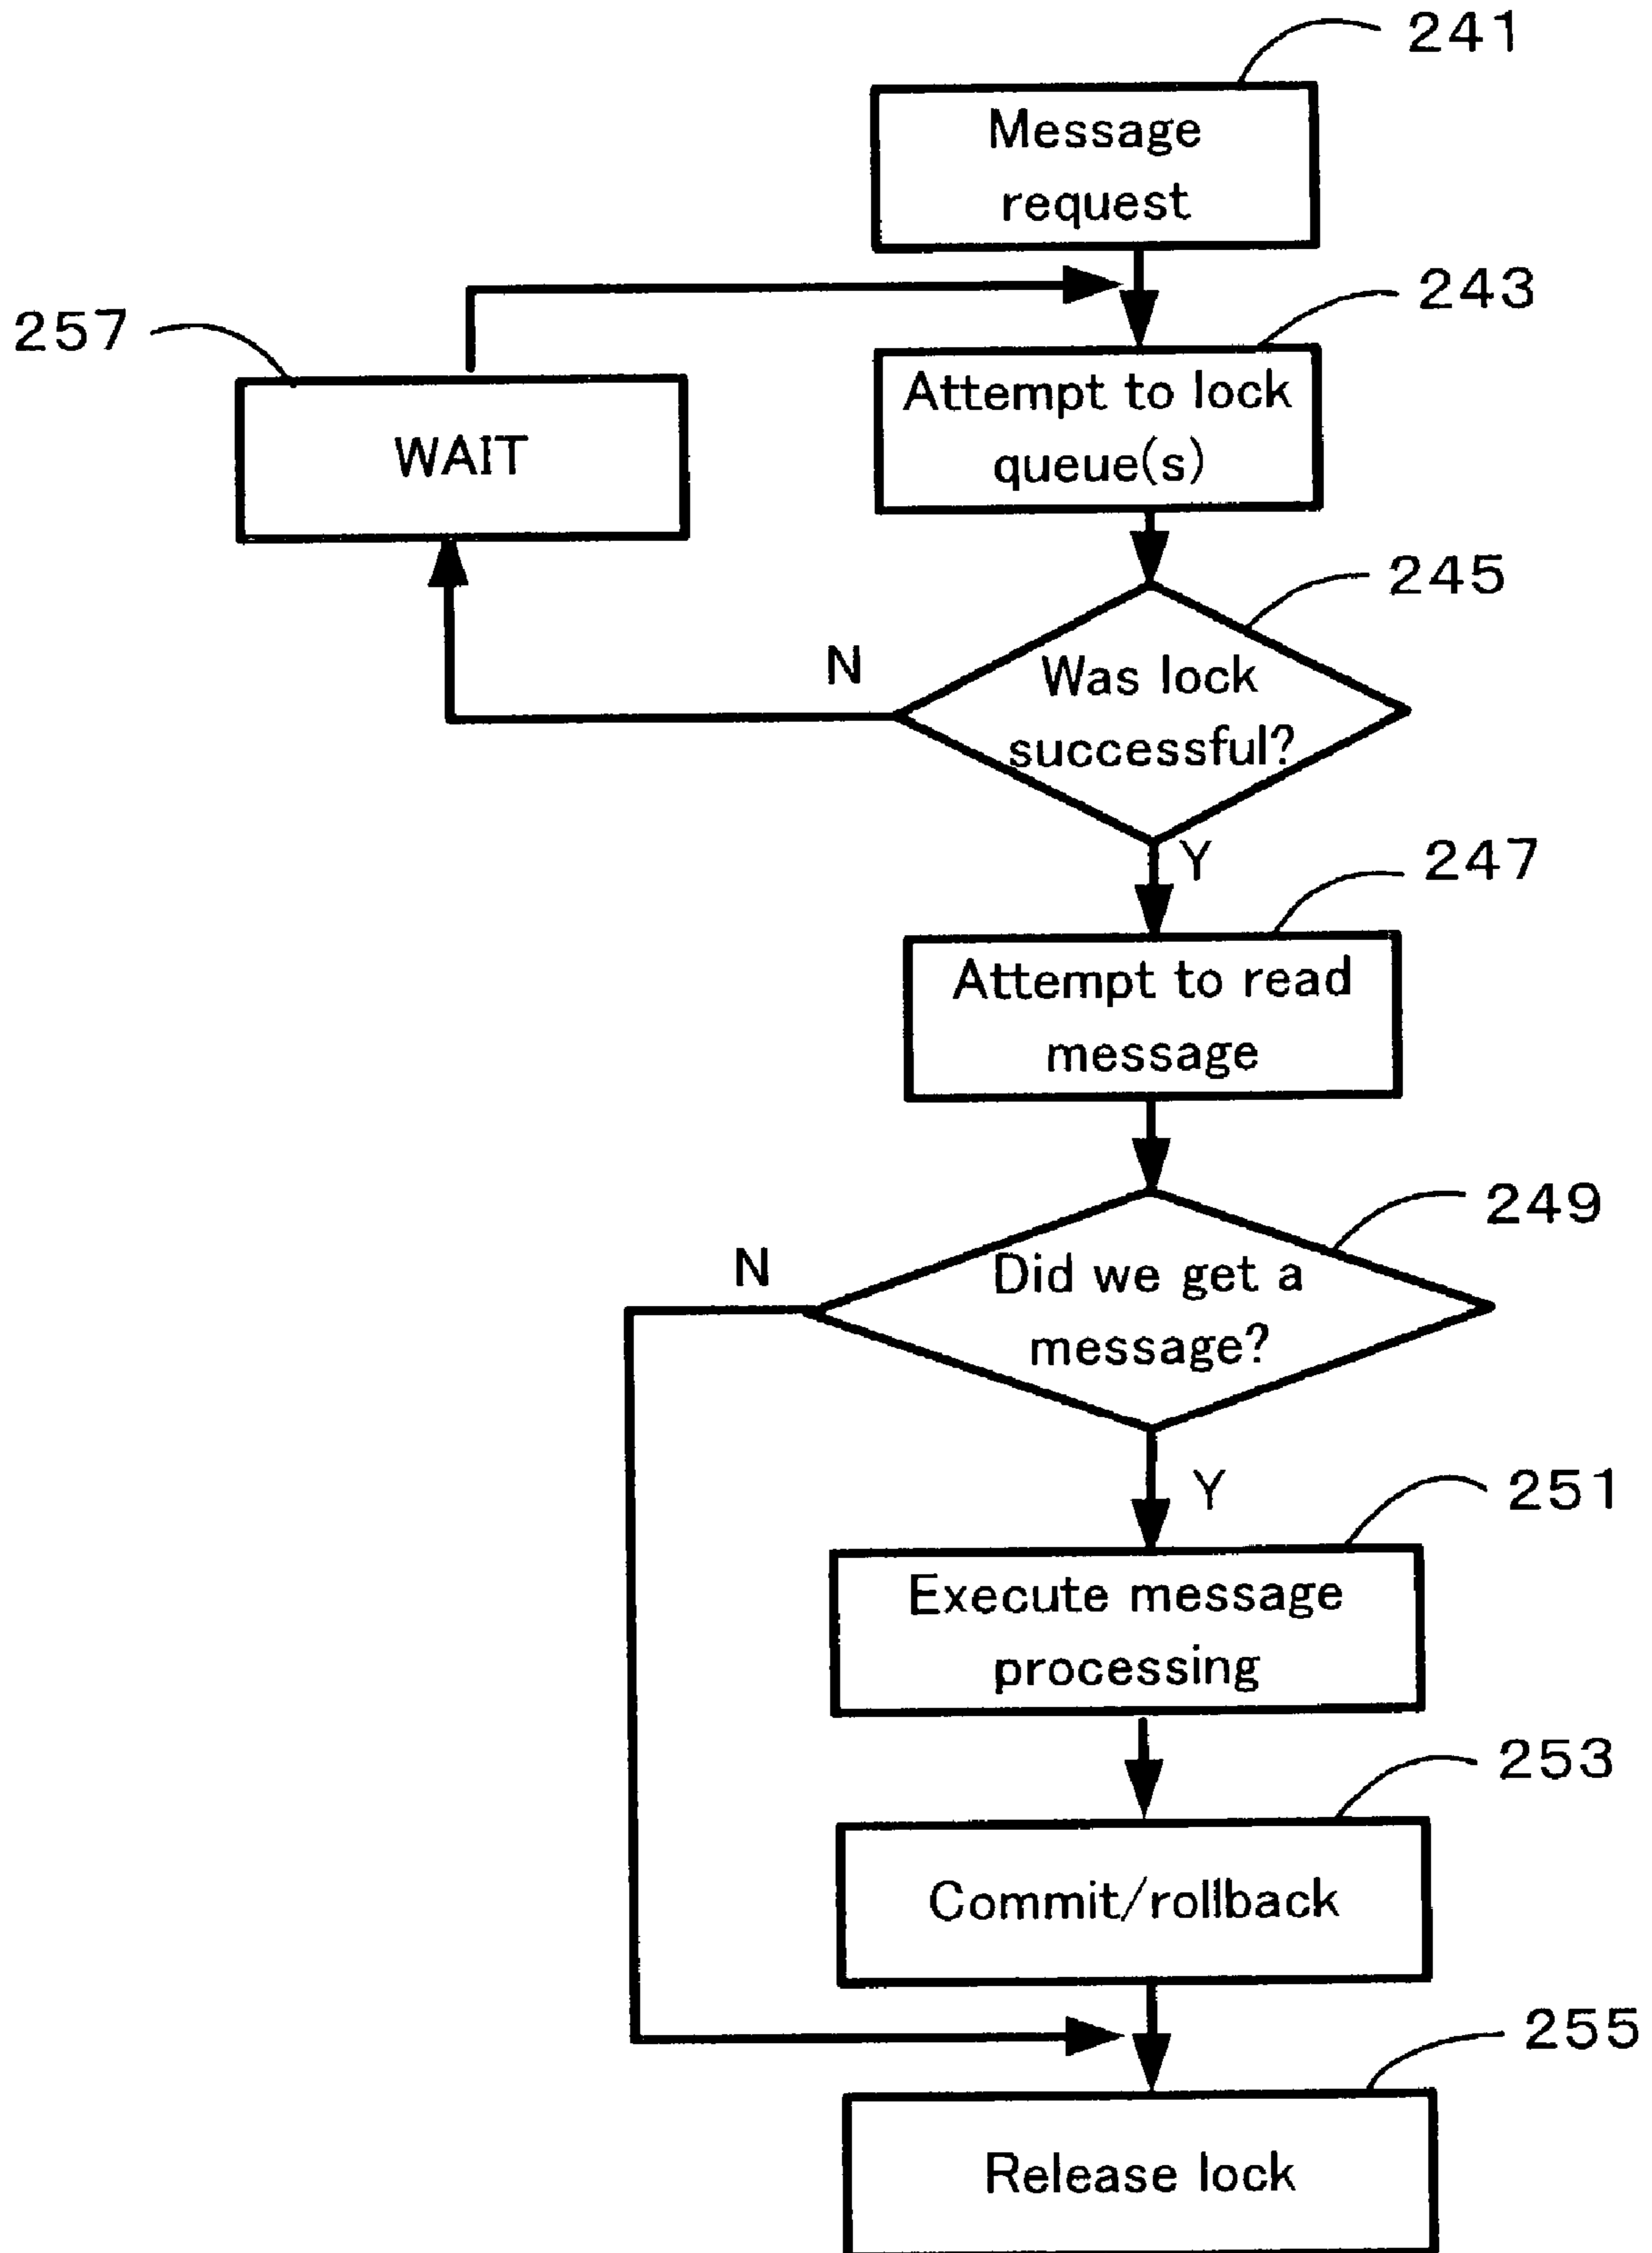 241
Message
request
243
257
Attempt to lock
queue(s)
WAIT
245
N
Was lock
successful?
Y
247
Attempt to read
message
249
N
Did we get a
message?
Y
251
Execute message
processing
253
Commit/rollback
255
Release lock